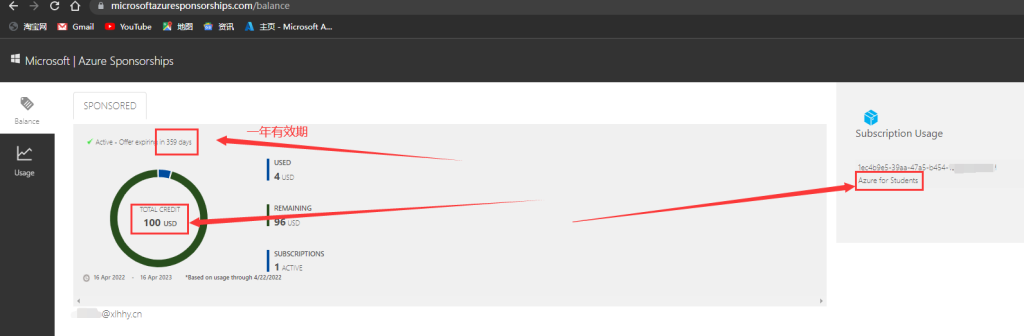 microsoftazuresponsorships.com/balance
淘宝网 Gmail YouTube 地图 资讯 主页 - Microsoft A...
Microsoft | Azure Sponsorships
Balance
Usage
SPONSORED
Active - Offer expiring in 359 days
一年有效期
TOTAL CREDIT
100 USD
USED
4 USD
REMAINING
96 USD
SUBSCRIPTIONS
1 ACTIVE
16 Apr 2022 - 16 Apr 2023 *Based on usage through 4/22/2022
@xlhhy.cn
Subscription Usage
1ec4b9e5-39aa-47a5-b454-
Azure for Students